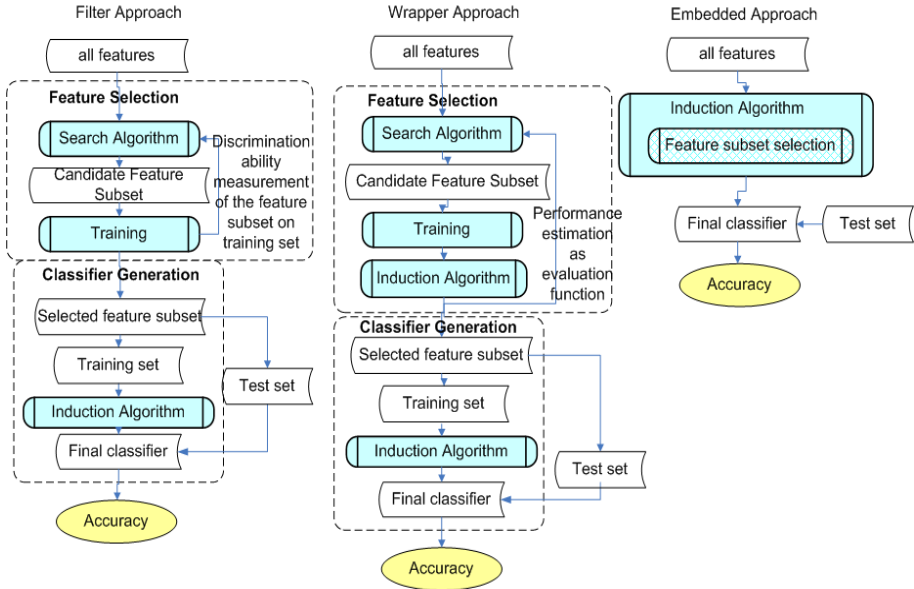 Filter Approach
all features
Feature Selection
Search Algorithm
Discrimination
ability
measurement
of the feature
subset on
training set
Candidate Feature
Subset
Training
Classifier Generation
Selected feature subset
Training set
Test set
Induction Algorithm
Final classifier
Accuracy
Wrapper Approach
all features
Feature Selection
Search Algorithm
Candidate Feature Subset
Training
Performance
estimation
as
evaluation
function
Induction Algorithm
Classifier Generation
Selected feature subset
Training set
Induction Algorithm
Test set
Final classifier
Accuracy
Embedded Approach
all features
Induction Algorithm
Feature subset selection
Final classifier
Test set
Accuracy